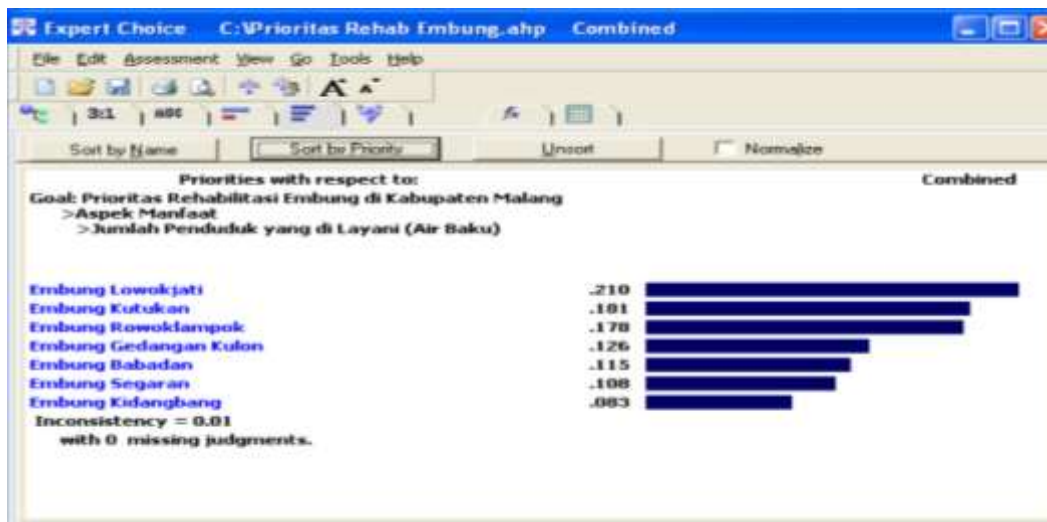 Expert Choice C:\Prioritas Rehab Embung.ahp Combined
File Edit Assessment View Go Tools Help
A A
3:1 ABC fx
Sort by Name Sort by Priority Unsort Normalize
Priorities with respect to: Combined
Goal: Prioritas Rehabilitasi Embung di Kabupaten Malang
>Aspek Manfaat
>Jumlah Penduduk yang di Layani (Air Baku)
Embung Lowokjati .210
Embung Kutukan .181
Embung Rowoklampok .178
Embung Gedangan Kulon .126
Embung Babadan .115
Embung Segaran .108
Embung Kidangbang .083
Inconsistency = 0.01
with 0 missing judgments.